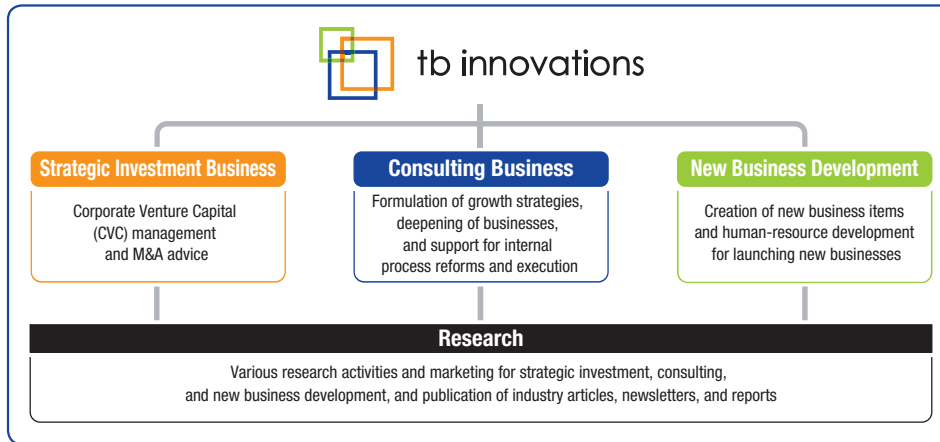 tb innovations
Strategic Investment Business
Corporate Venture Capital
(CVC) management
and M&A advice
Consulting Business
Formulation of growth strategies,
deepening of businesses,
and support for internal
process reforms and execution
New Business Development
Creation of new business items
and human-resource development
for launching new businesses
Research
Various research activities and marketing for strategic investment, consulting,
and new business development, and publication of industry articles, newsletters, and reports